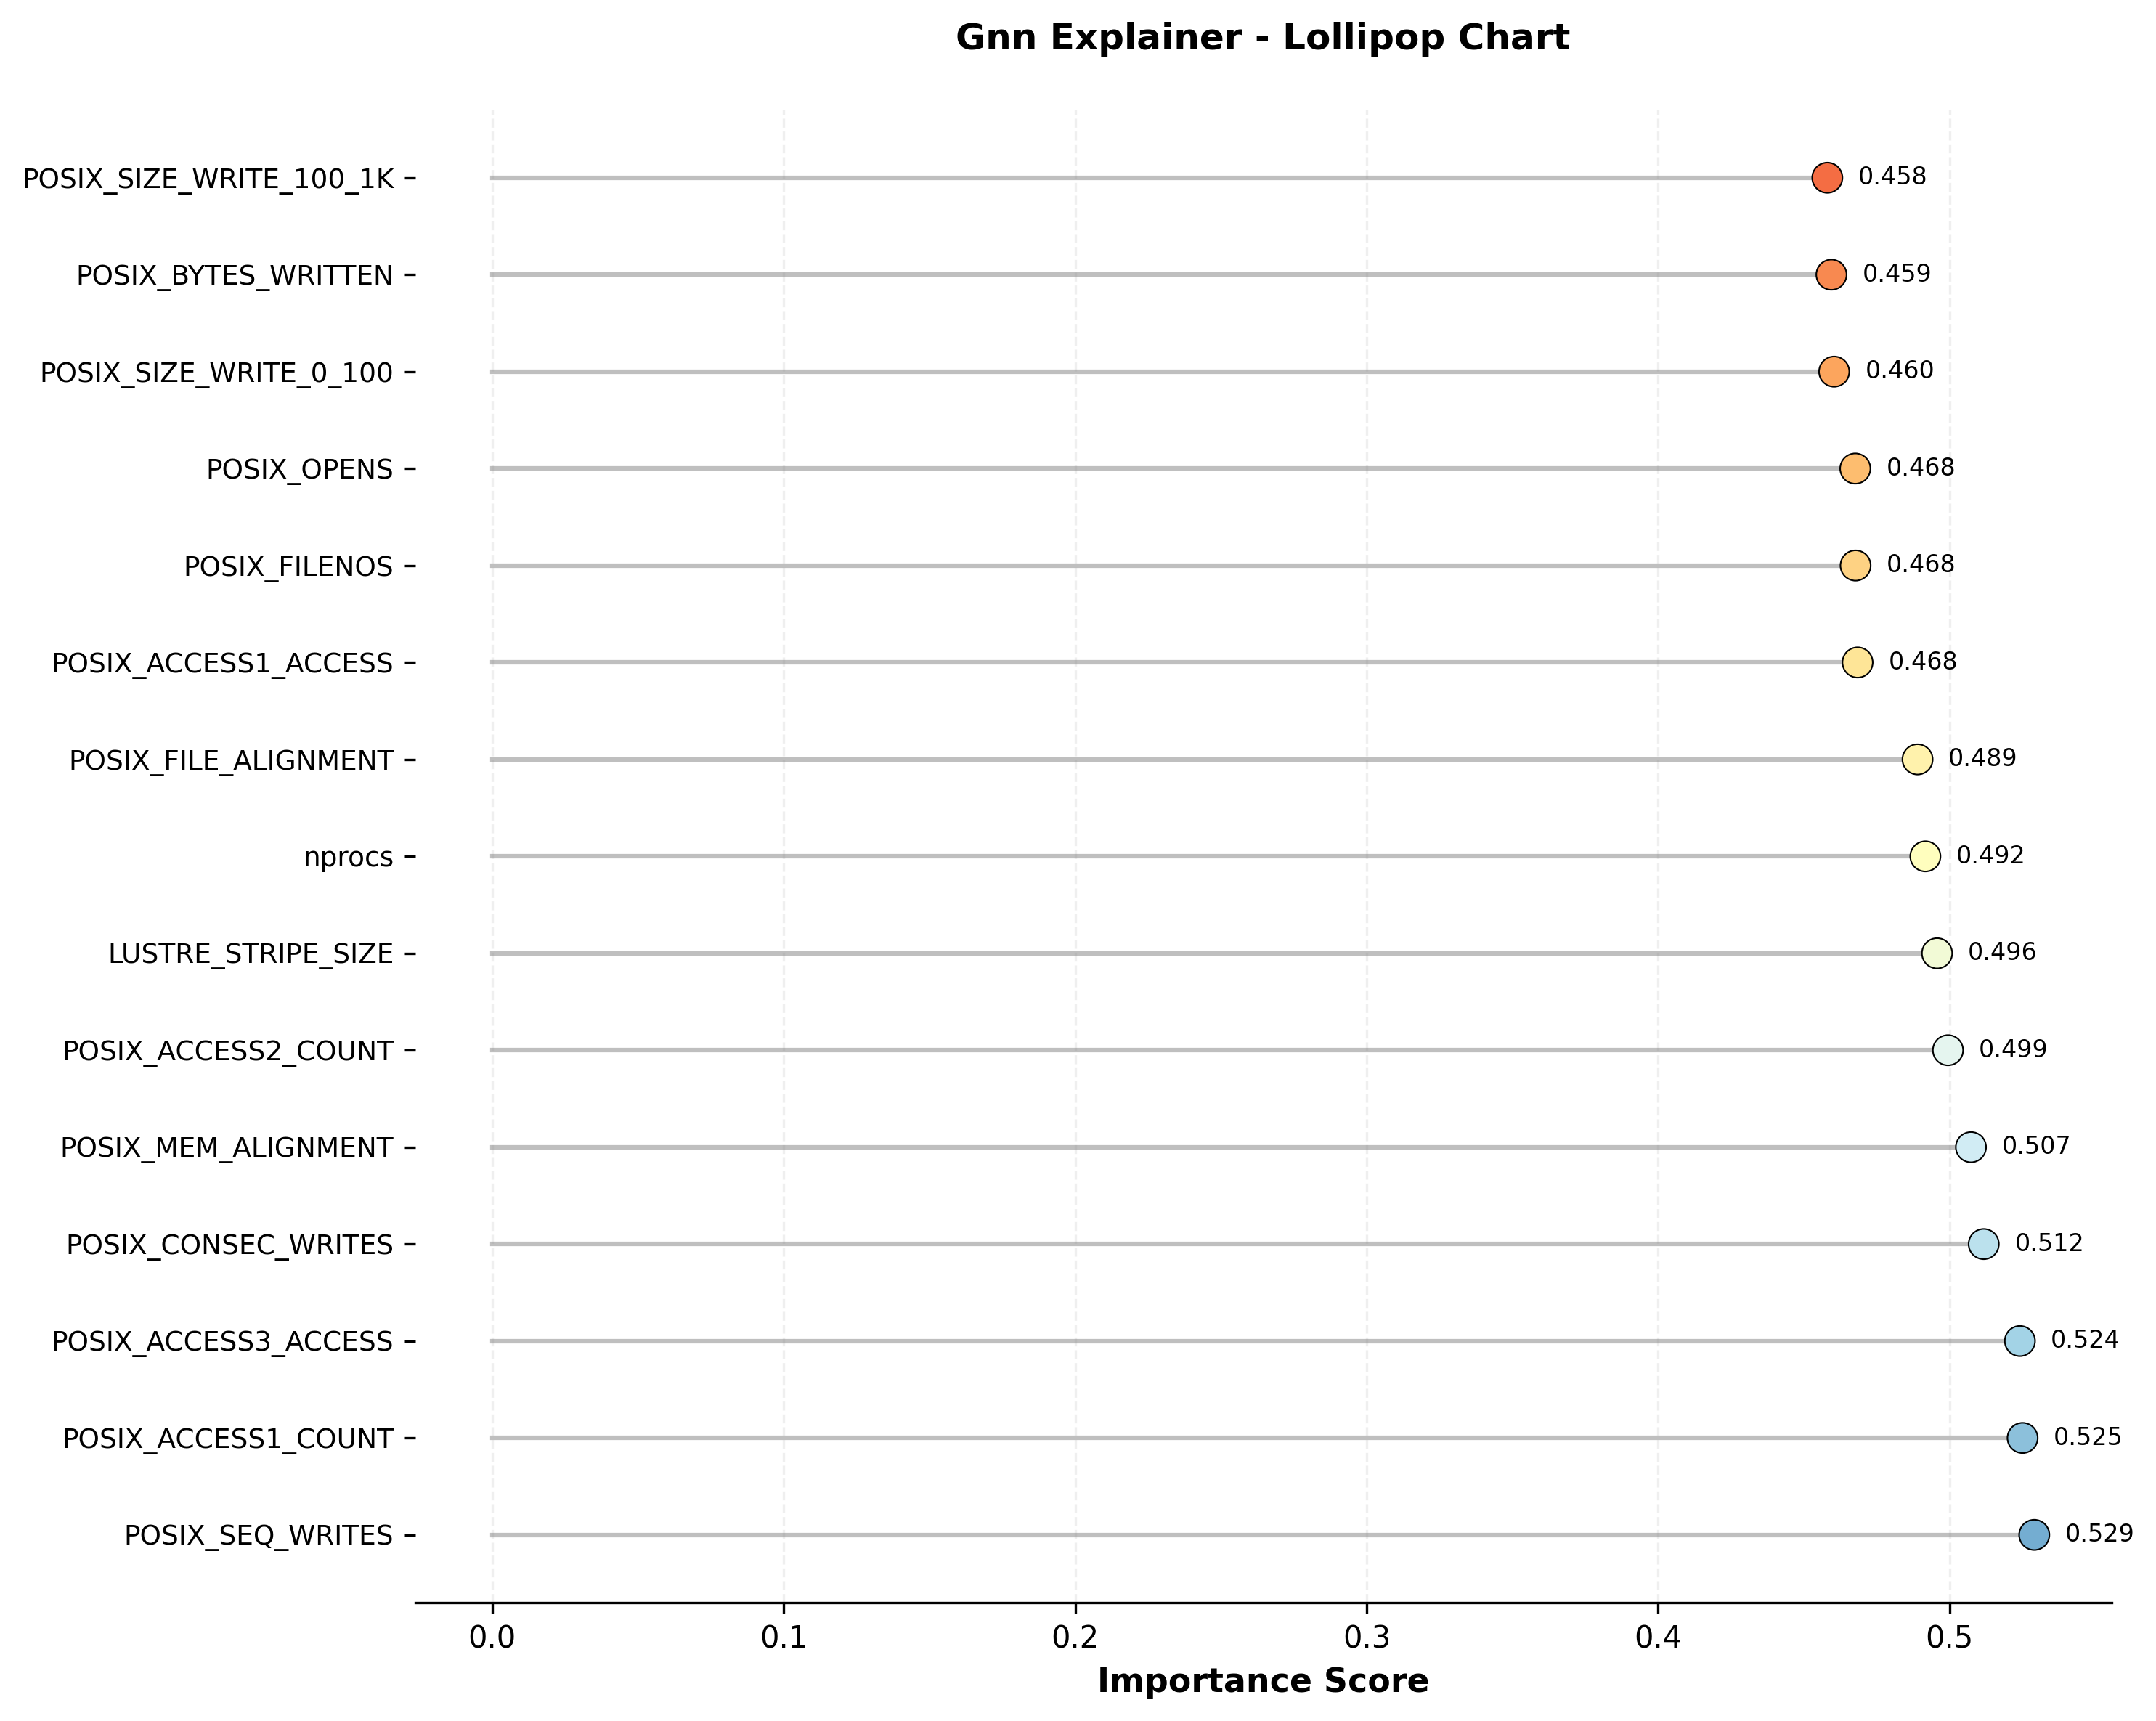 Gnn Explainer - Lollipop Chart
POSIX_SIZE_WRITE_100_1K 0.458
POSIX_BYTES_WRITTEN 0.459
POSIX_SIZE_WRITE_0_100 0.460
POSIX_OPENS 0.468
POSIX_FILENOS 0.468
POSIX_ACCESS1_ACCESS 0.468
POSIX_FILE_ALIGNMENT 0.489
nprocs 0.492
LUSTRE_STRIPE_SIZE 0.496
POSIX_ACCESS2_COUNT 0.499
POSIX_MEM_ALIGNMENT 0.507
POSIX_CONSEC_WRITES 0.512
POSIX_ACCESS3_ACCESS 0.524
POSIX_ACCESS1_COUNT 0.525
POSIX_SEQ_WRITES 0.529
0.0 0.1 0.2 0.3 0.4 0.5
Importance Score